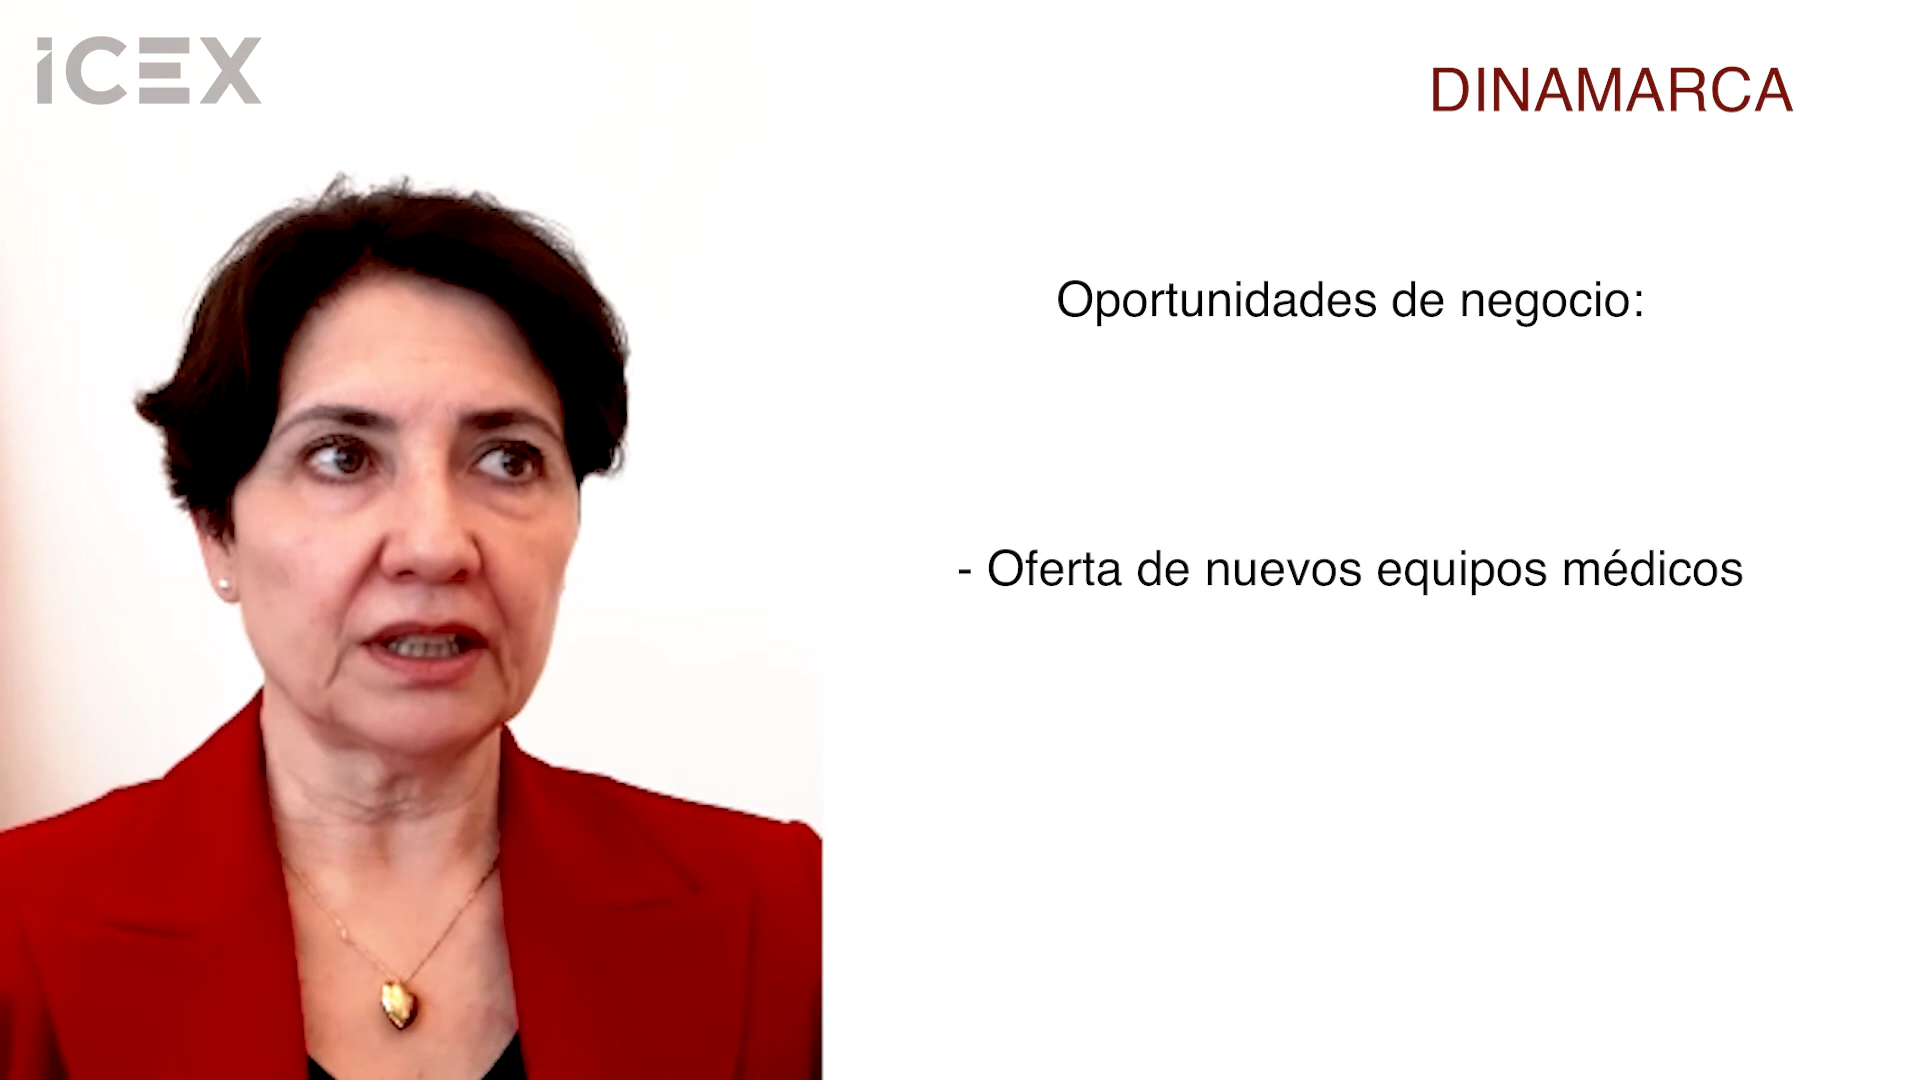 iCEX
DINAMARCA
Oportunidades de negocio:
- Oferta de nuevos equipos médicos